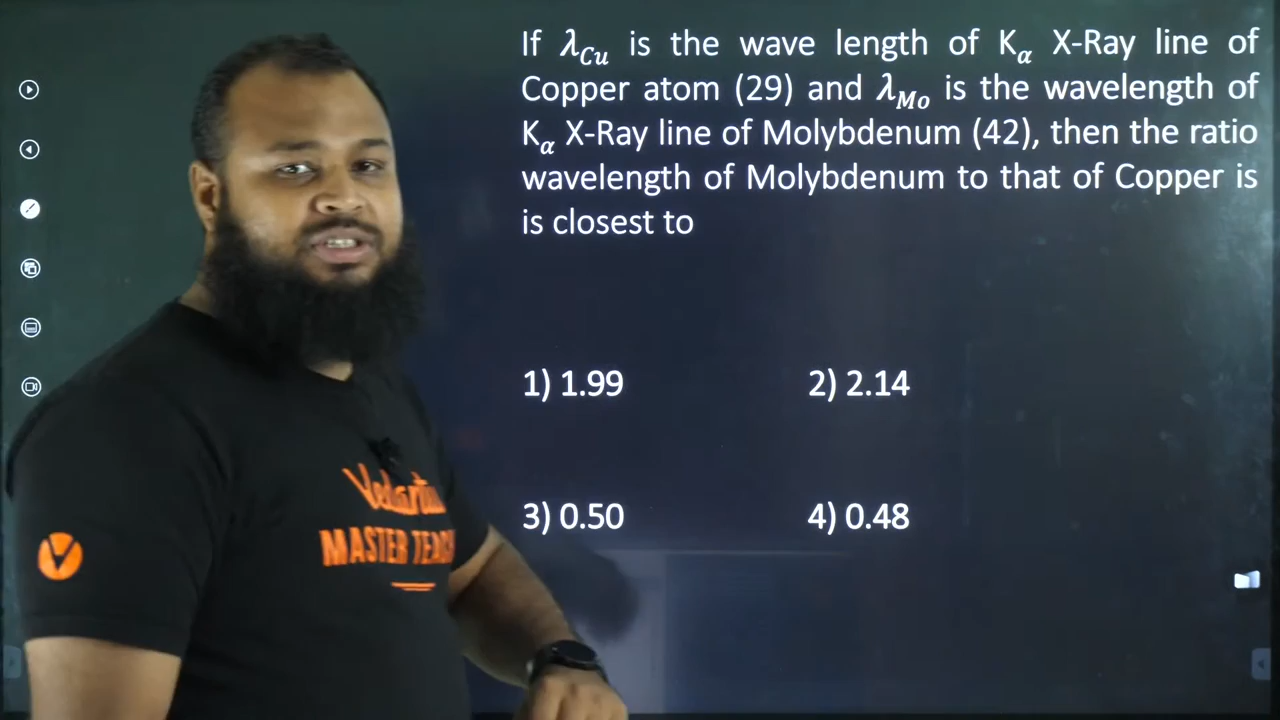 If λCu is the wave length of Kα X-Ray line of
Copper atom (29) and λMo is the wavelength of
Kα X-Ray line of Molybdenum (42), then the ratio
wavelength of Molybdenum to that of Copper is
is closest to
1) 1.99 2) 2.14
3) 0.50 4) 0.48
MASTER